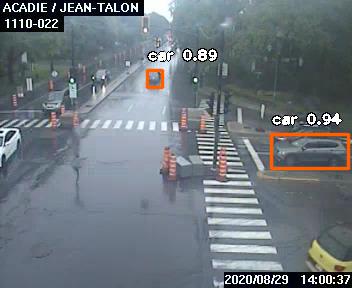 ACADIE / JEAN-TALON
1110-022
car 0.89
car 0.94
2020/08/29 14:00:37